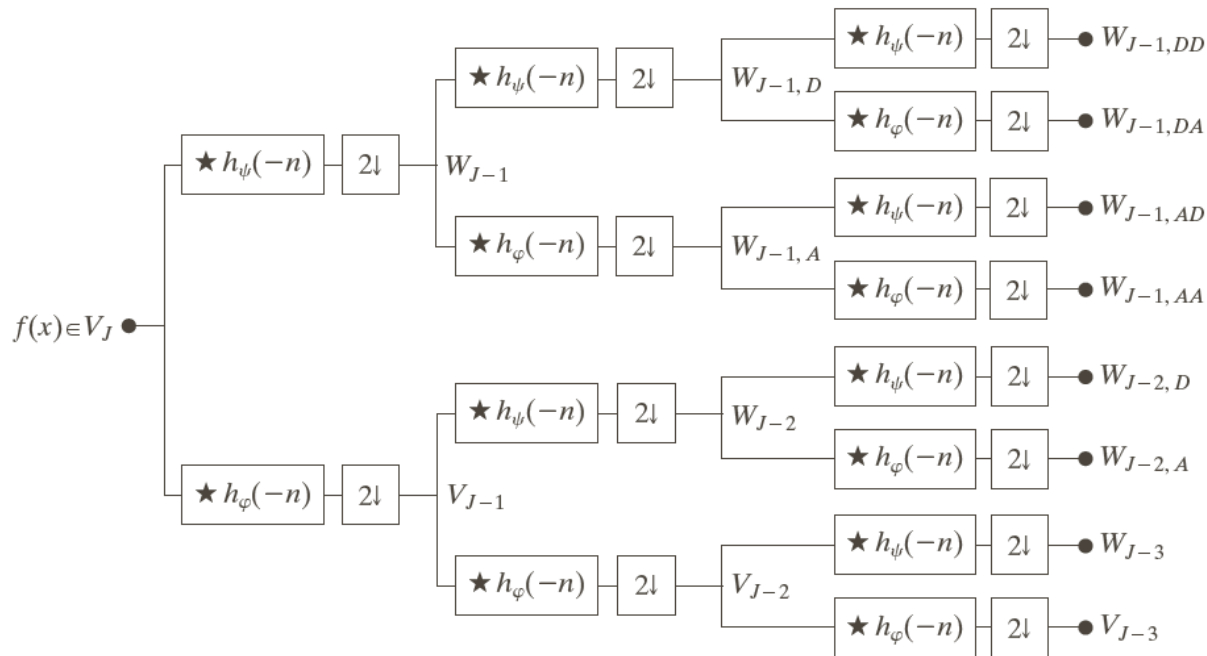 ★ h_ψ(−n) 2↓ W_{J−1, DD}
★ h_ψ(−n) 2↓ W_{J−1, D}
★ h_φ(−n) 2↓ W_{J−1, DA}
★ h_ψ(−n) 2↓ W_{J−1}
★ h_ψ(−n) 2↓ W_{J−1, AD}
★ h_φ(−n) 2↓ W_{J−1, A}
★ h_φ(−n) 2↓ W_{J−1, AA}
f(x)∈V_J
★ h_ψ(−n) 2↓ W_{J−2, D}
★ h_ψ(−n) 2↓ W_{J−2}
★ h_φ(−n) 2↓ W_{J−2, A}
★ h_φ(−n) 2↓ V_{J−1}
★ h_ψ(−n) 2↓ W_{J−3}
★ h_φ(−n) 2↓ V_{J−2}
★ h_φ(−n) 2↓ V_{J−3}